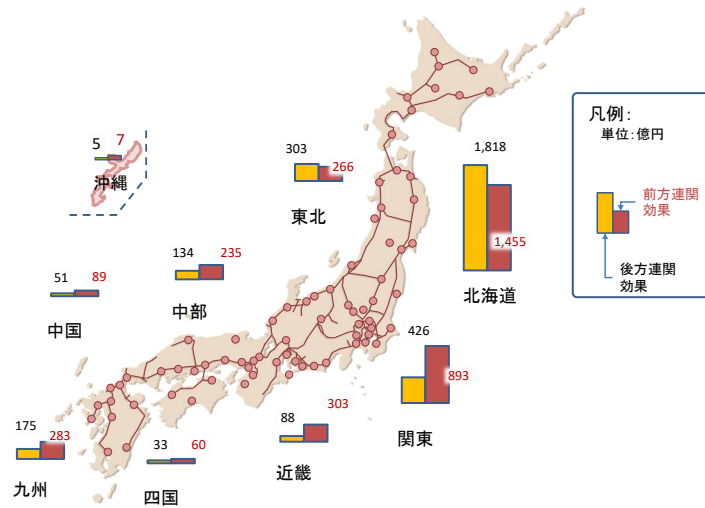 凡例:
単位:億円
前方連関
効果
後方連関
効果
5 7
沖縄
303
266
東北
1,818
1,455
北海道
134 235
中部
51 89
中国
426
893
関東
303
88
近畿
175
283
九州
33 60
四国